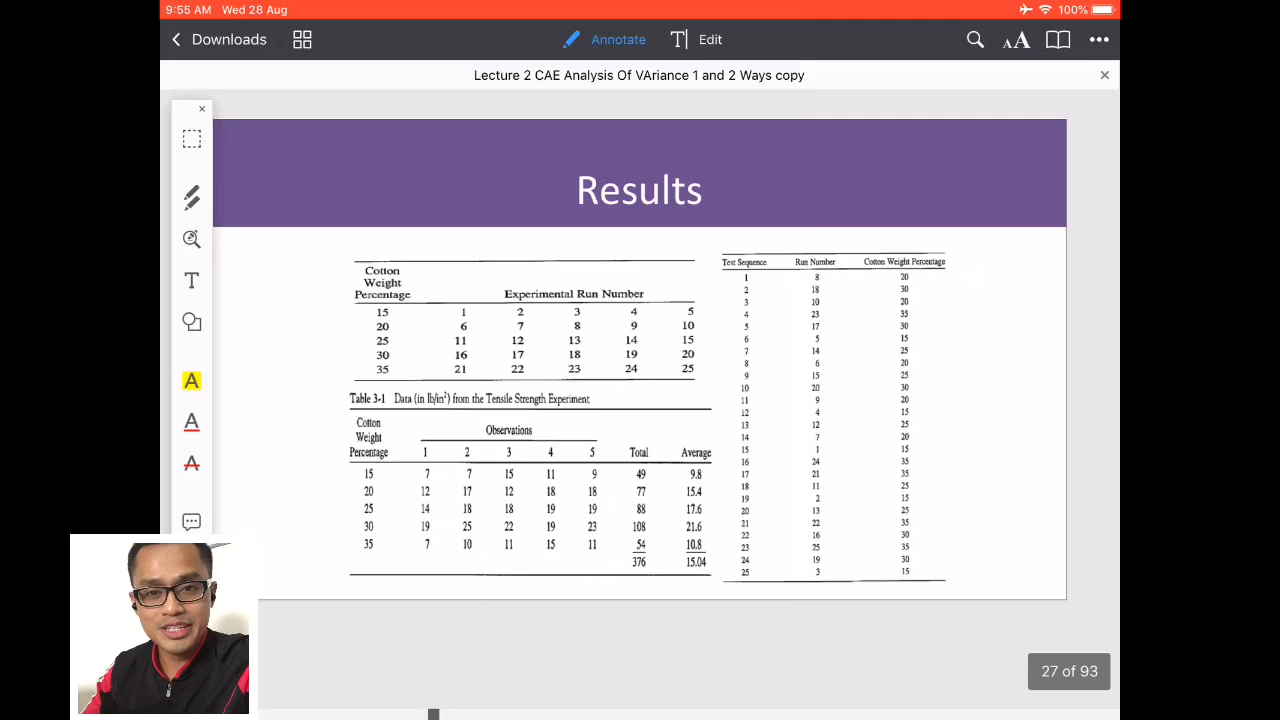 9:55 AM Wed 28 Aug
100%
Downloads
Annotate
Edit
AA
Lecture 2 CAE Analysis Of VAriance 1 and 2 Ways copy
Results
Cotton
Weight
Percentage Experimental Run Number
15 1 2 3 4 5
20 6 7 8 9 10
25 11 12 13 14 15
30 16 17 18 19 20
35 21 22 23 24 25
Table 3-1 Data (in lb/in²) from the Tensile Strength Experiment
Cotton
Weight
Percentage
Observations
1 2 3 4 5 Total Average
15 7 7 15 11 9 49 9.8
20 12 17 12 18 18 77 15.4
25 14 18 18 19 19 88 17.6
30 19 25 22 19 23 108 21.6
35 7 10 11 15 11 54 10.8
376 15.04
Test Sequence Run Number Cotton Weight Percentage
1 8 20
2 18 30
3 10 20
4 23 35
5 17 30
6 5 15
7 14 25
8 6 20
9 15 25
10 20 30
11 9 20
12 4 15
13 12 25
14 7 20
15 1 15
16 24 35
17 21 35
18 11 25
19 2 15
20 13 25
21 22 35
22 16 30
23 25 35
24 19 30
25 3 15
T
A
A
A
27 of 93